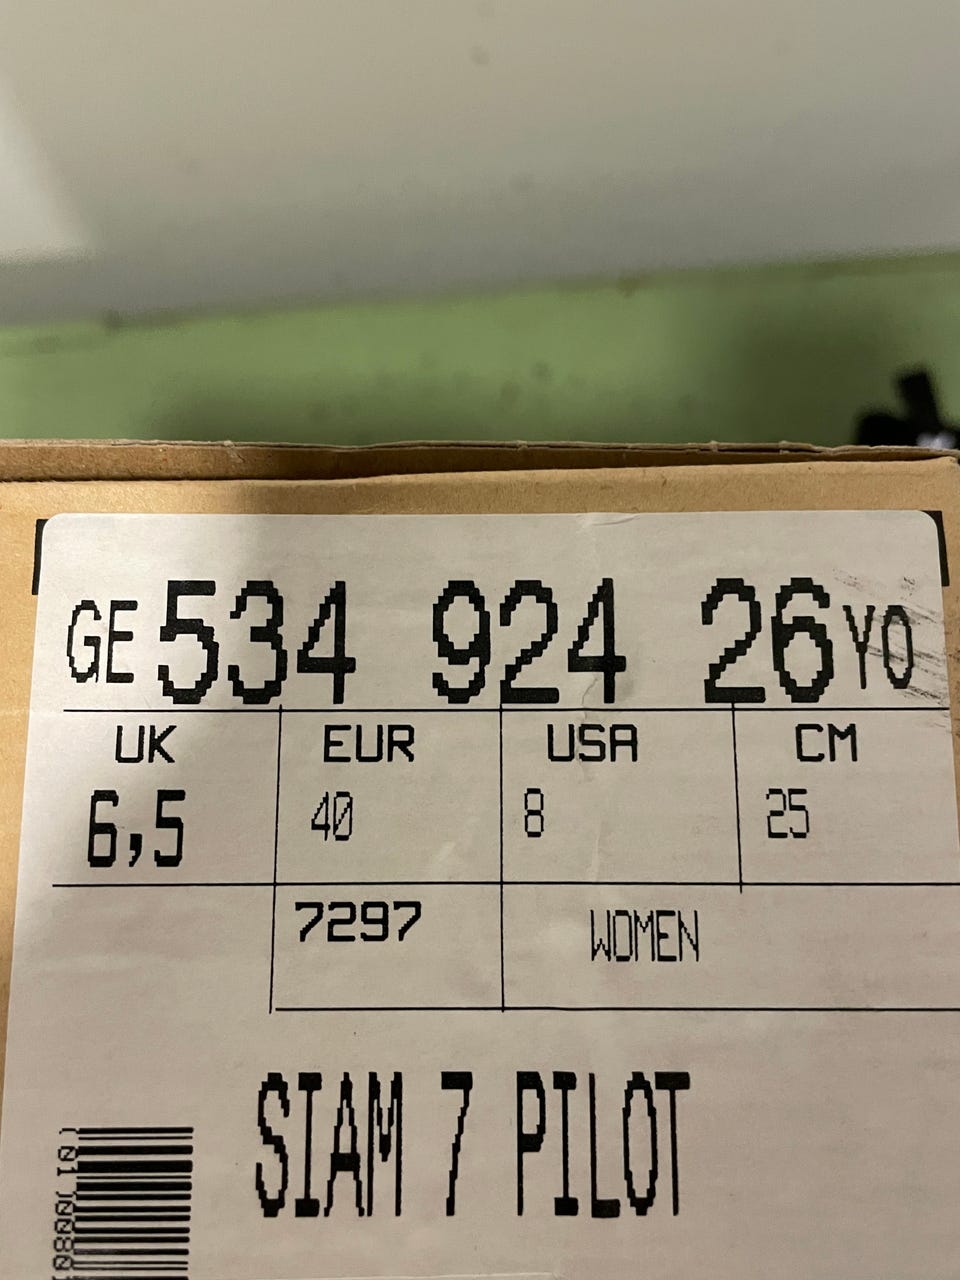 GE 534 924 26 YO
UK EUR USA CM
6,5 40 8 25
7297 WOMEN
SIAM 7 PILOT